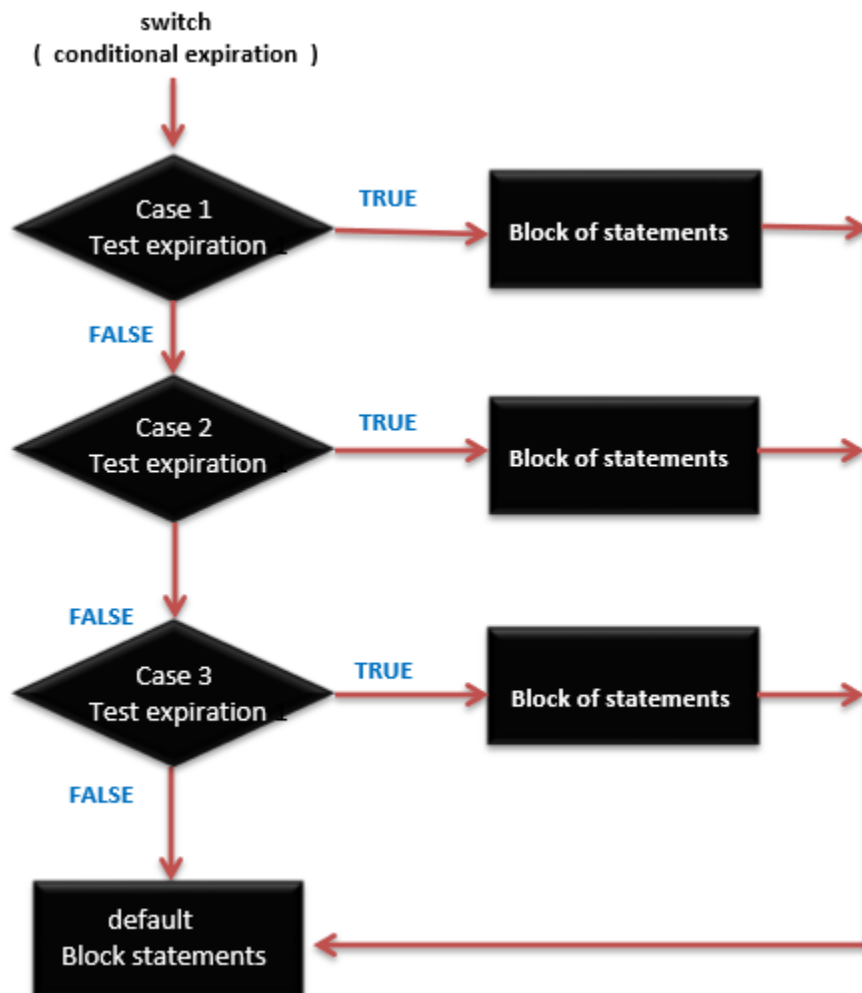 switch
( conditional expiration )
Case 1
Test expiration
TRUE
Block of statements
FALSE
Case 2
Test expiration
TRUE
Block of statements
FALSE
Case 3
Test expiration
TRUE
Block of statements
FALSE
default
Block statements